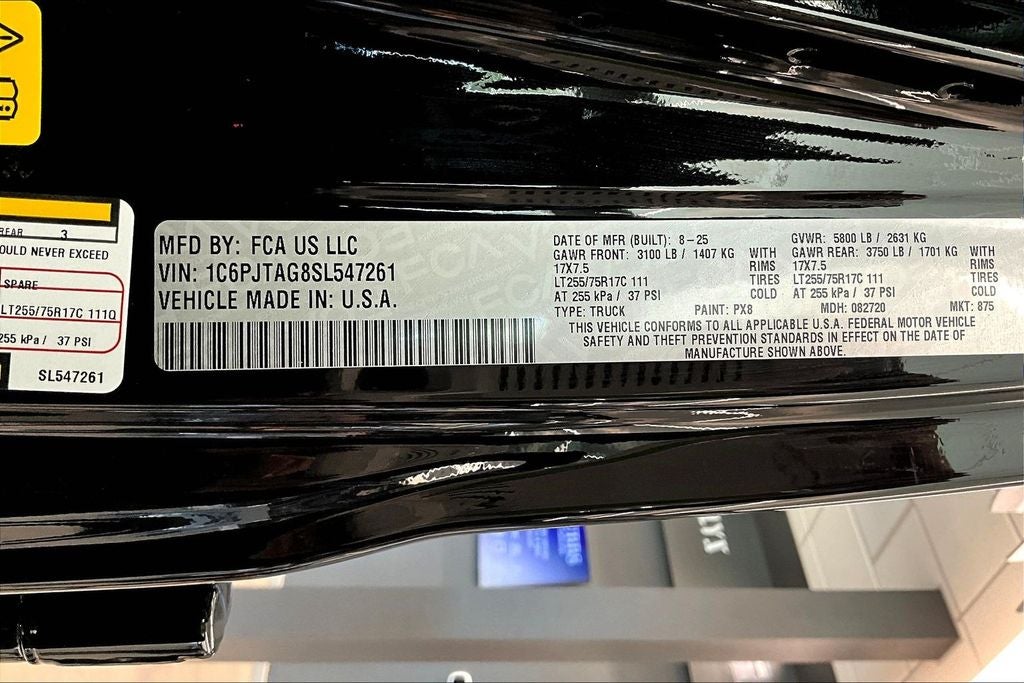 REAR 3
OULD NEVER EXCEED
SPARE
LT255/75R17C 111Q
255 kPa / 37 PSI
SL547261
MFD BY: FCA US LLC
VIN: 1C6PJTAG8SL547261
VEHICLE MADE IN: U.S.A.
DATE OF MFR (BUILT): 8-25
GAWR FRONT: 3100 LB / 1407 KG WITH
17X7.5 RIMS
LT255/75R17C 111 TIRES
AT 255 kPa / 37 PSI COLD
GVWR: 5800 LB / 2631 KG
GAWR REAR: 3750 LB / 1701 KG WITH
17X7.5 RIMS
LT255/75R17C 111 TIRES
AT 255 kPa / 37 PSI COLD
TYPE: TRUCK PAINT: PX8 MDH: 082720 MKT: 875
THIS VEHICLE CONFORMS TO ALL APPLICABLE U.S.A. FEDERAL MOTOR VEHICLE
SAFETY AND THEFT PREVENTION STANDARDS IN EFFECT ON THE DATE OF
MANUFACTURE SHOWN ABOVE.